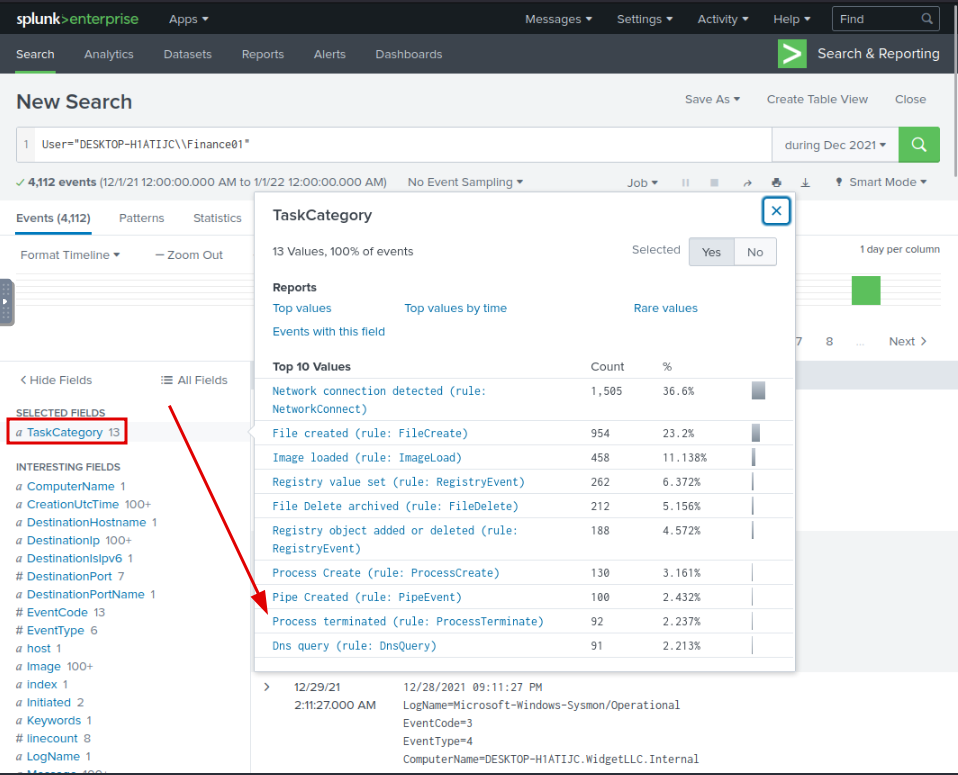 splunk>enterprise Apps ▾ Messages ▾ Settings ▾ Activity ▾ Help ▾ Find
Search Analytics Datasets Reports Alerts Dashboards > Search & Reporting
New Search Save As ▾ Create Table View Close
1 User="DESKTOP-H1ATIJC\\Finance01" during Dec 2021 ▾
✓ 4,112 events (12/1/21 12:00:00.000 AM to 1/1/22 12:00:00.000 AM) No Event Sampling ▾ Job ▾ Smart Mode ▾
Events (4,112) Patterns Statistics
Format Timeline ▾ — Zoom Out 1 day per column
TaskCategory
13 Values, 100% of events Selected Yes No
Reports
Top values Top values by time Rare values
Events with this field
7 8 ... Next >
Top 10 Values Count %
Network connection detected (rule: 1,505 36.6%
NetworkConnect)
File created (rule: FileCreate) 954 23.2%
Image loaded (rule: ImageLoad) 458 11.138%
Registry value set (rule: RegistryEvent) 262 6.372%
File Delete archived (rule: FileDelete) 212 5.156%
Registry object added or deleted (rule: 188 4.572%
RegistryEvent)
Process Create (rule: ProcessCreate) 130 3.161%
Pipe Created (rule: PipeEvent) 100 2.432%
Process terminated (rule: ProcessTerminate) 92 2.237%
Dns query (rule: DnsQuery) 91 2.213%
< Hide Fields All Fields
SELECTED FIELDS
a TaskCategory 13
INTERESTING FIELDS
a ComputerName 1
a CreationUtcTime 100+
a DestinationHostname 1
a DestinationIp 100+
a DestinationIsIpv6 1
# DestinationPort 7
a DestinationPortName 1
# EventCode 13
# EventType 6
a host 1
a Image 100+
a index 1
a Initiated 2
a Keywords 1
# linecount 8
a LogName 1
a Message 100+
> 12/29/21 12/28/2021 09:11:27 PM
2:11:27.000 AM LogName=Microsoft-Windows-Sysmon/Operational
EventCode=3
EventType=4
ComputerName=DESKTOP-H1ATIJC.WidgetLLC.Internal